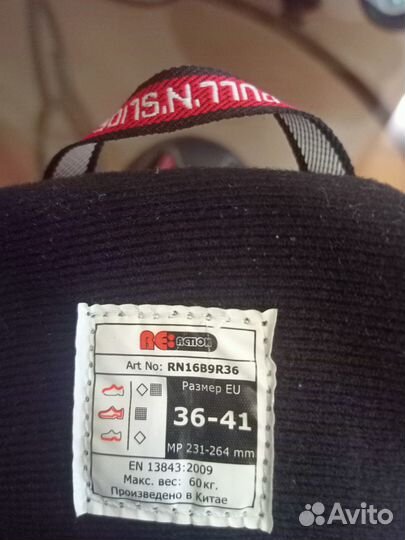 PULL.N'SLIP
RE:ACTION
Art No: RN16B9R36
Размер EU
36-41
MP 231-264 mm
EN 13843:2009
Макс. вес: 60кг.
Произведено в Китае
Avito